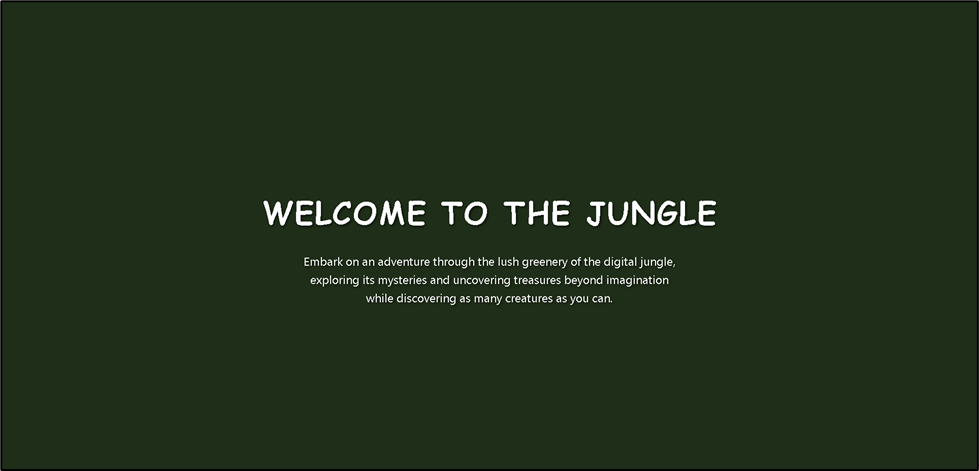 WELCOME TO THE JUNGLE
Embark on an adventure through the lush greenery of the digital jungle,
exploring its mysteries and uncovering treasures beyond imagination
while discovering as many creatures as you can.